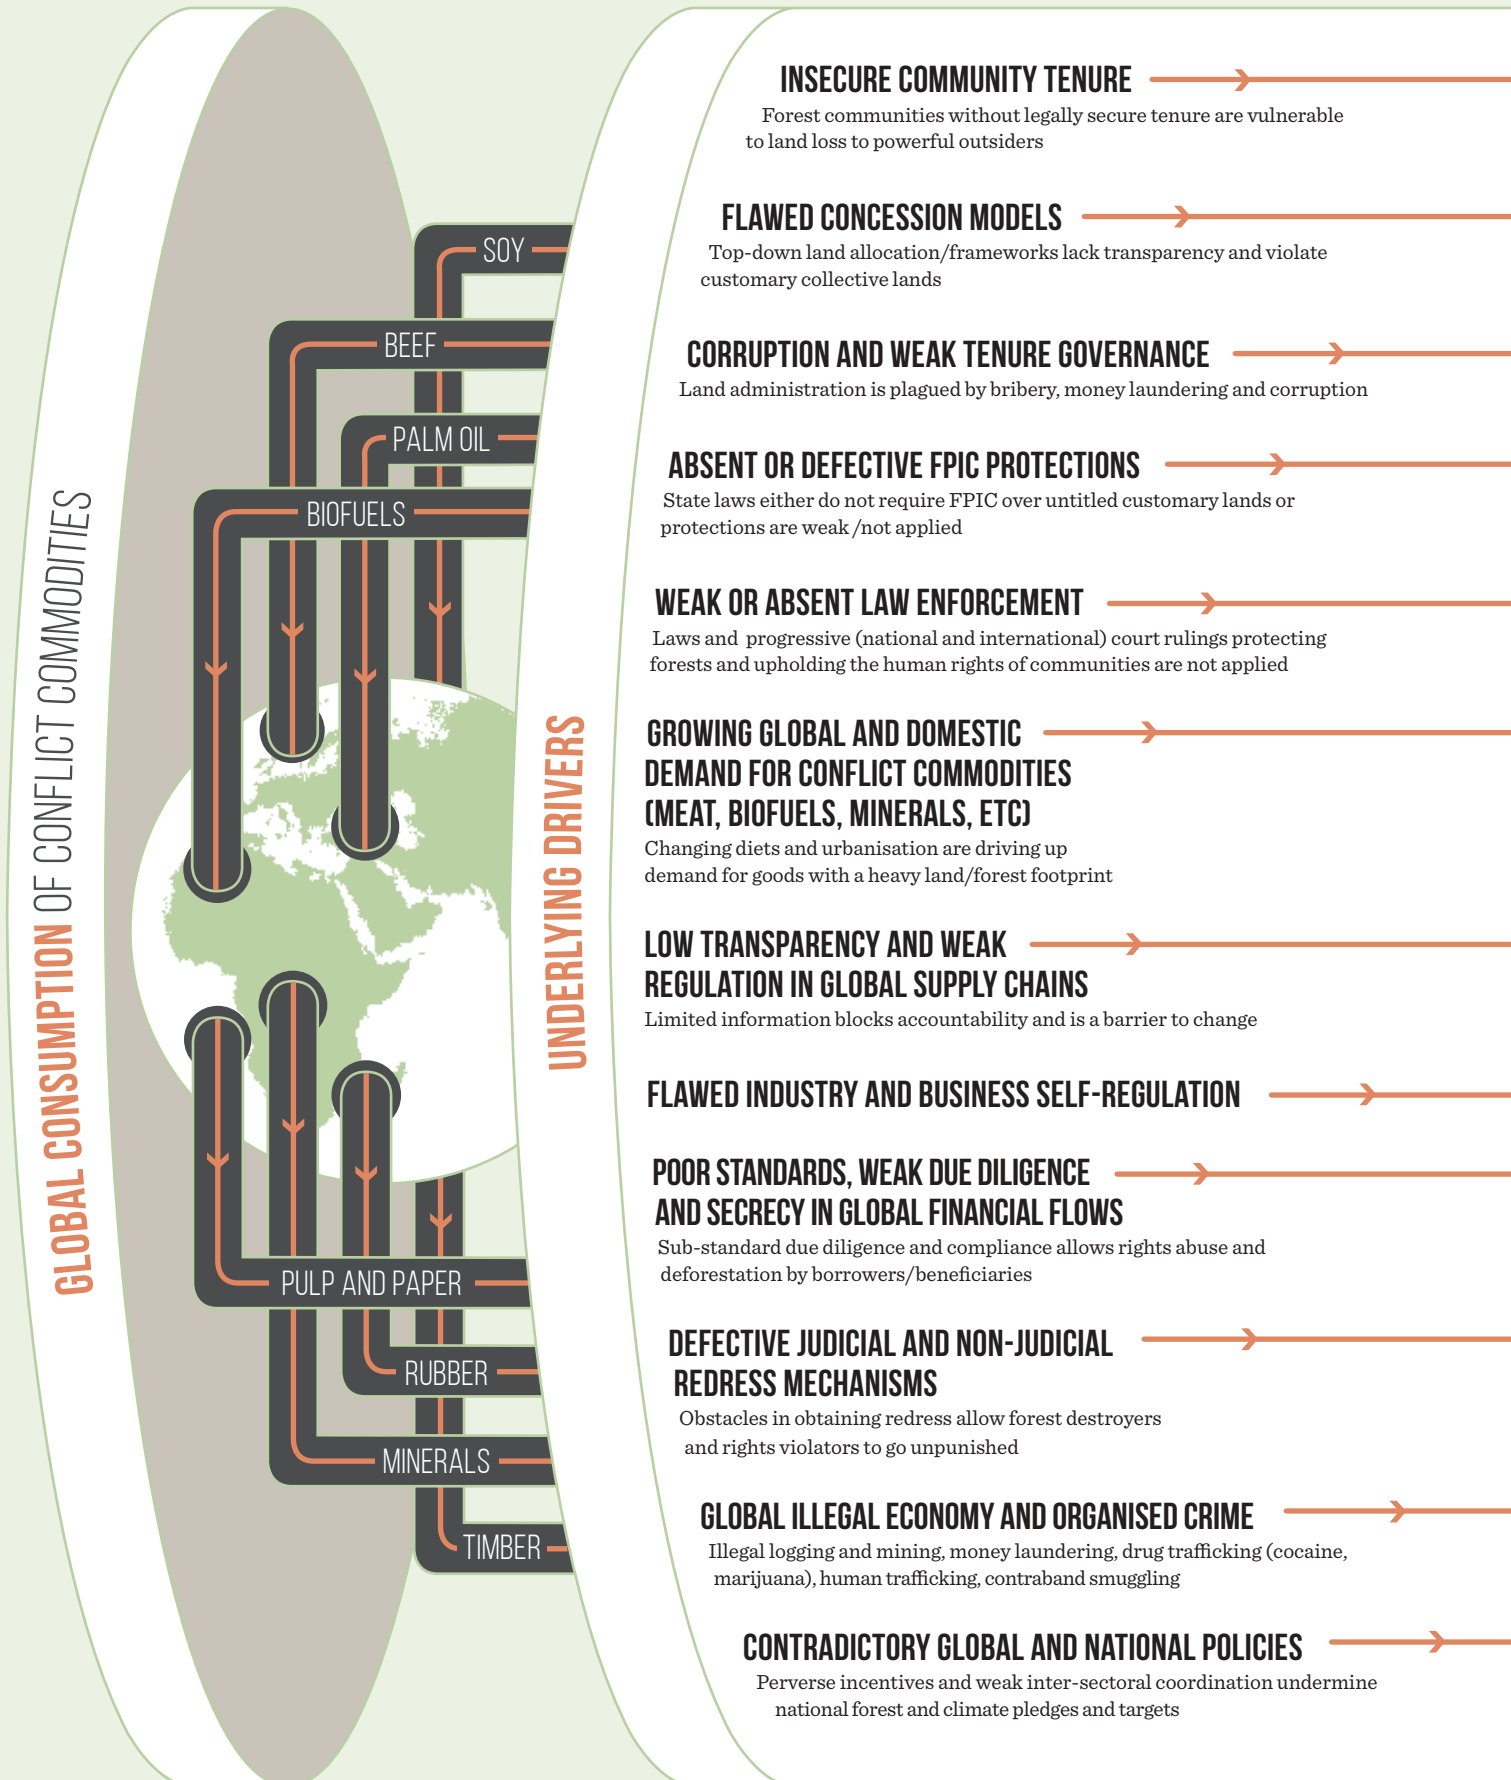 GLOBAL CONSUMPTION OF CONFLICT COMMODITIES
SOY
BEEF
PALM OIL
BIOFUELS
PULP AND PAPER
RUBBER
MINERALS
TIMBER
UNDERLYING DRIVERS
INSECURE COMMUNITY TENURE
Forest communities without legally secure tenure are vulnerable
to land loss to powerful outsiders
FLAWED CONCESSION MODELS
Top-down land allocation/frameworks lack transparency and violate
customary collective lands
CORRUPTION AND WEAK TENURE GOVERNANCE
Land administration is plagued by bribery, money laundering and corruption
ABSENT OR DEFECTIVE FPIC PROTECTIONS
State laws either do not require FPIC over untitled customary lands or
protections are weak /not applied
WEAK OR ABSENT LAW ENFORCEMENT
Laws and progressive (national and international) court rulings protecting
forests and upholding the human rights of communities are not applied
GROWING GLOBAL AND DOMESTIC
DEMAND FOR CONFLICT COMMODITIES
(MEAT, BIOFUELS, MINERALS, ETC)
Changing diets and urbanisation are driving up
demand for goods with a heavy land/forest footprint
LOW TRANSPARENCY AND WEAK
REGULATION IN GLOBAL SUPPLY CHAINS
Limited information blocks accountability and is a barrier to change
FLAWED INDUSTRY AND BUSINESS SELF-REGULATION
POOR STANDARDS, WEAK DUE DILIGENCE
AND SECRECY IN GLOBAL FINANCIAL FLOWS
Sub-standard due diligence and compliance allows rights abuse and
deforestation by borrowers/beneficiaries
DEFECTIVE JUDICIAL AND NON-JUDICIAL
REDRESS MECHANISMS
Obstacles in obtaining redress allow forest destroyers
and rights violators to go unpunished
GLOBAL ILLEGAL ECONOMY AND ORGANISED CRIME
Illegal logging and mining, money laundering, drug trafficking (cocaine,
marijuana), human trafficking, contraband smuggling
CONTRADICTORY GLOBAL AND NATIONAL POLICIES
Perverse incentives and weak inter-sectoral coordination undermine
national forest and climate pledges and targets